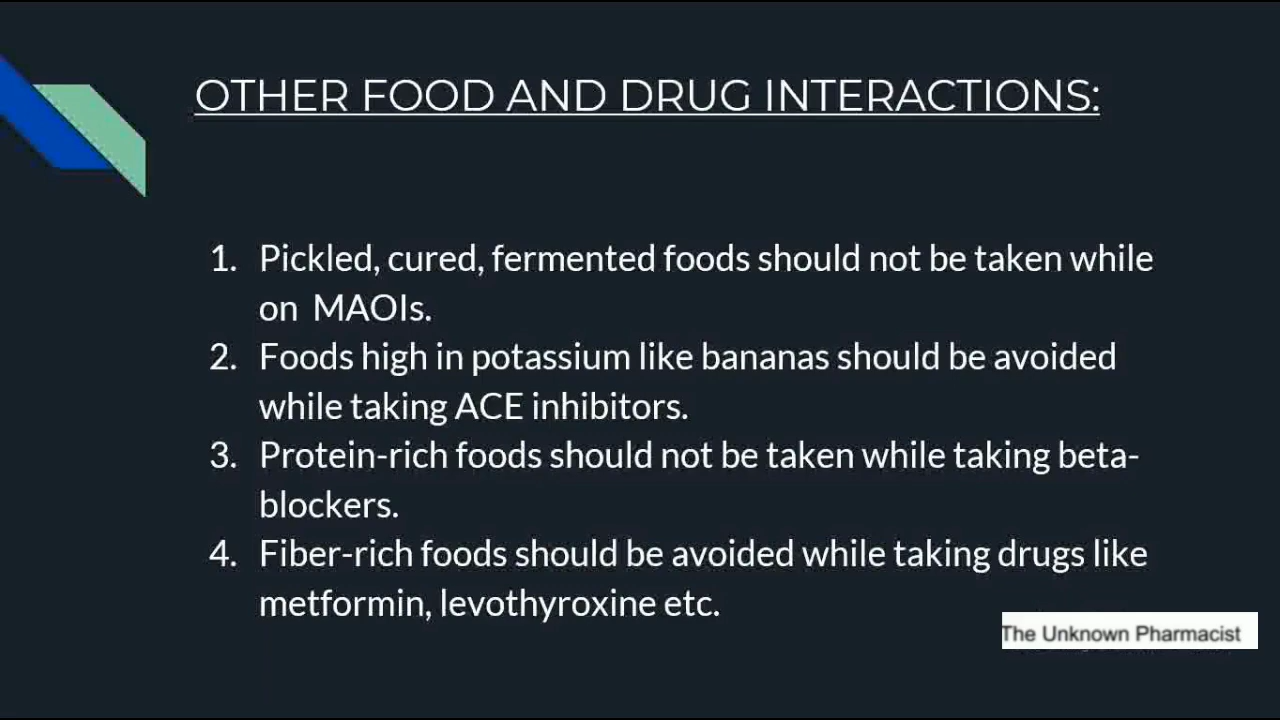 OTHER FOOD AND DRUG INTERACTIONS:
1. Pickled, cured, fermented foods should not be taken while
on MAOIs.
2. Foods high in potassium like bananas should be avoided
while taking ACE inhibitors.
3. Protein-rich foods should not be taken while taking beta-
blockers.
4. Fiber-rich foods should be avoided while taking drugs like
metformin, levothyroxine etc.
The Unknown Pharmacist